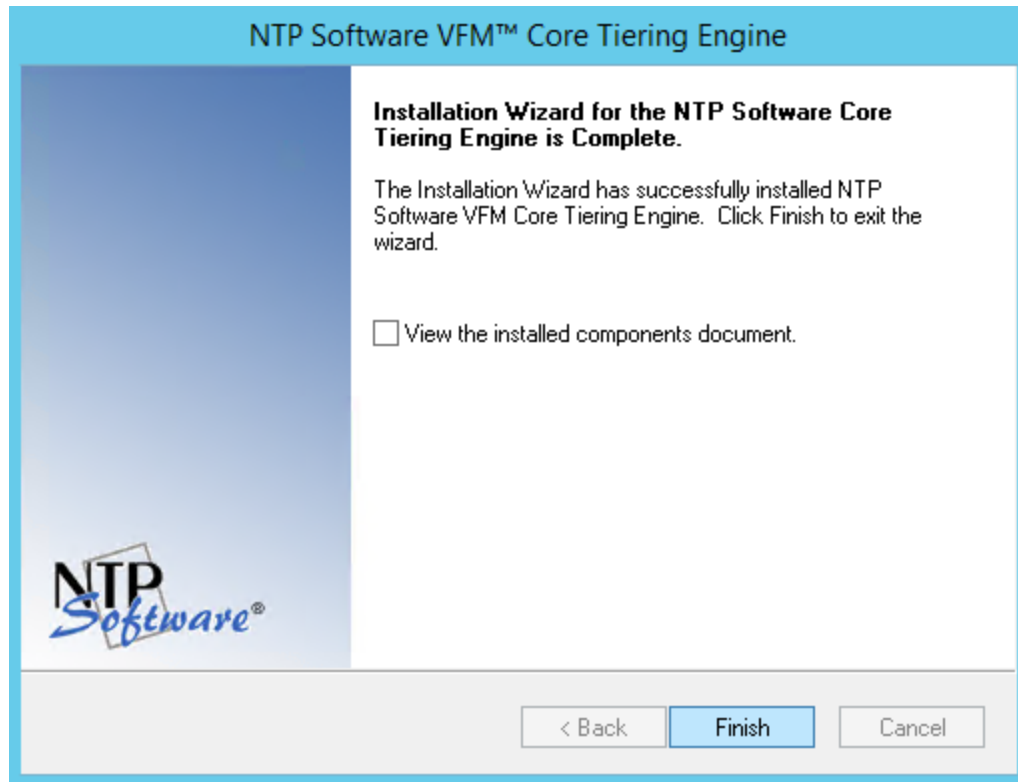 NTP Software VFM™ Core Tiering Engine
Installation Wizard for the NTP Software Core
Tiering Engine is Complete.
The Installation Wizard has successfully installed NTP
Software VFM Core Tiering Engine.  Click Finish to exit the
wizard.
View the installed components document.
NTP
Software®
< Back
Finish
Cancel